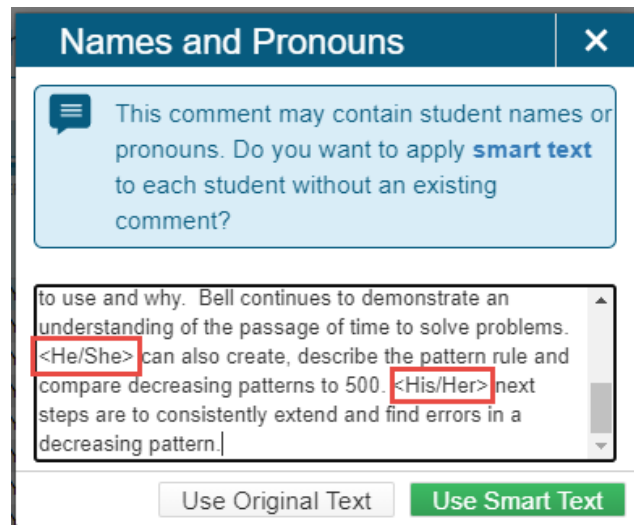 Names and Pronouns
This comment may contain student names or
pronouns. Do you want to apply smart text
to each student without an existing
comment?
to use and why.  Bell continues to demonstrate an
understanding of the passage of time to solve problems.
<He/She> can also create, describe the pattern rule and
compare decreasing patterns to 500. <His/Her> next
steps are to consistently extend and find errors in a
decreasing pattern.
Use Original Text
Use Smart Text